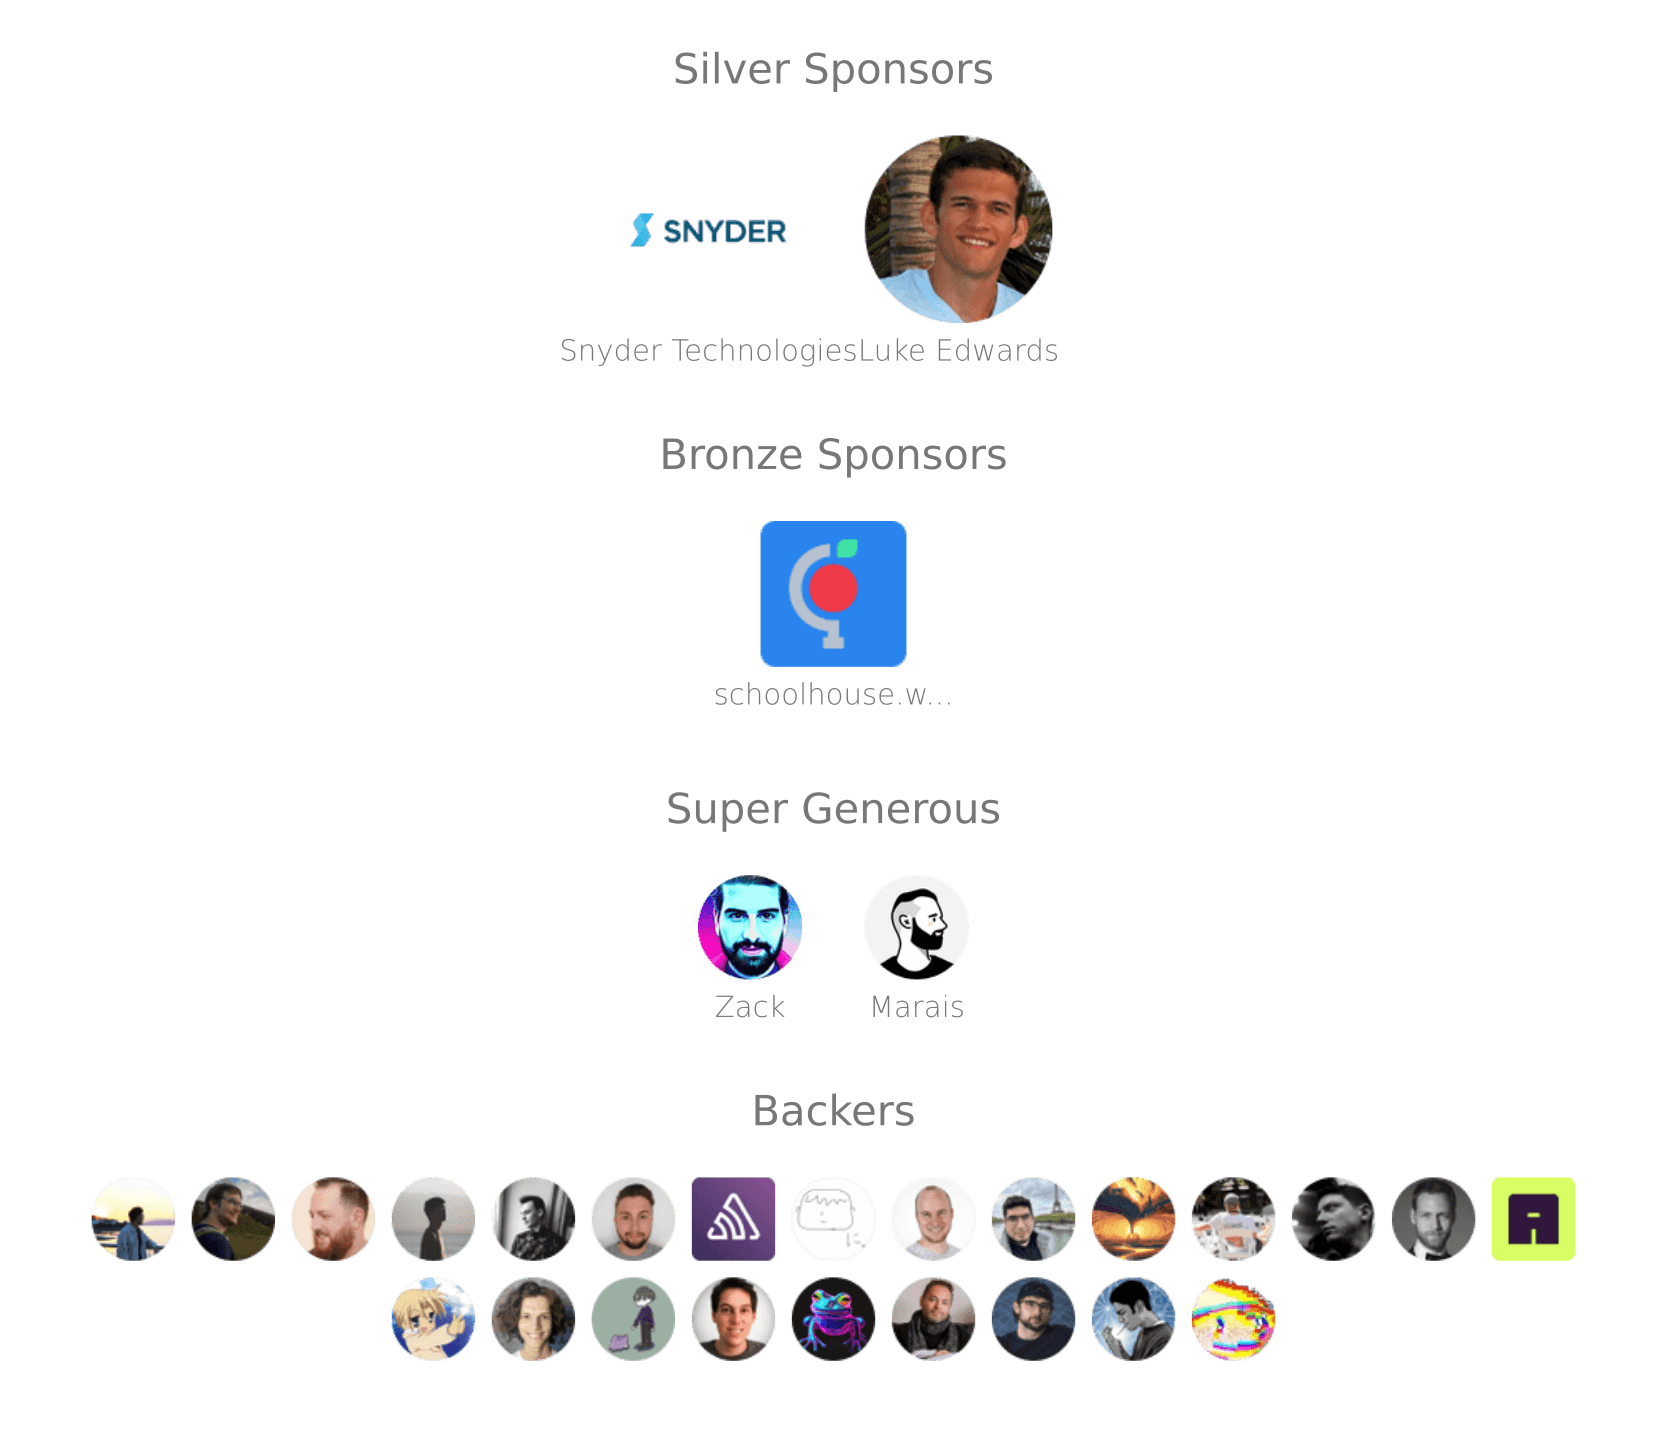 Silver Sponsors
SNYDER
Snyder TechnologiesLuke Edwards
Bronze Sponsors
schoolhouse.w...
Super Generous
Zack Marais
Backers